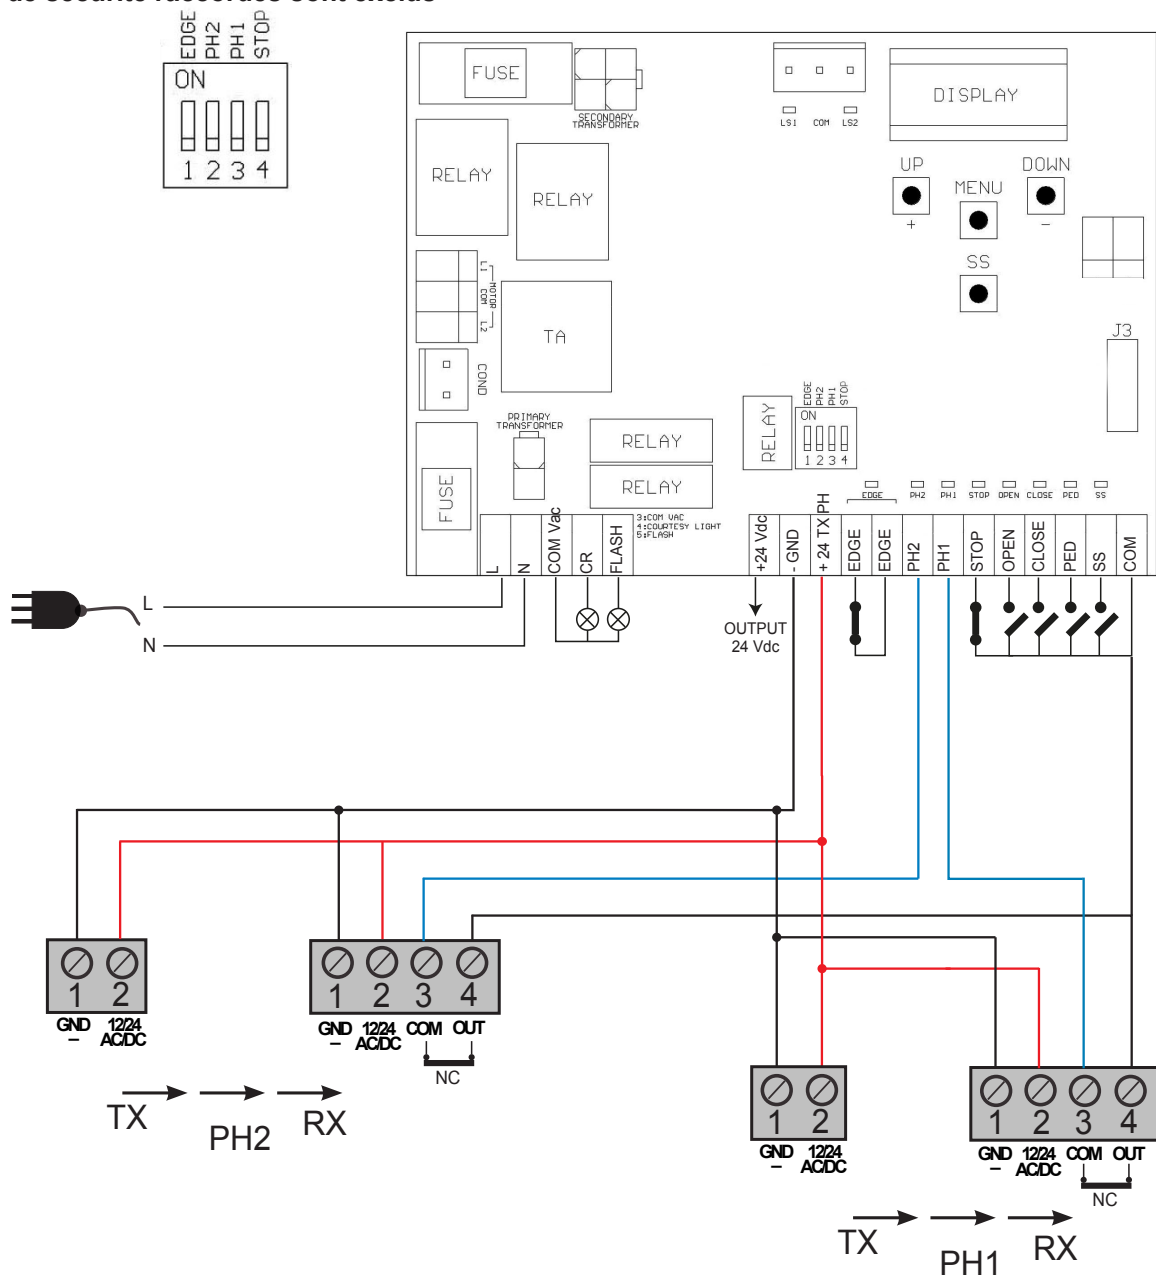 de sécurité raccordés sont exclus
EDGE
PH2
PH1
STOP
ON
1 2 3 4
FUSE
SECONDARY
TRANSFORMER
LS1 COM LS2
DISPLAY
RELAY
RELAY
UP
+
MENU
DOWN
-
SS
L1
MOTOR
COM
L2
TA
COND
J3
PRIMARY
TRANSFORMER
RELAY
RELAY
RELAY
EDGE
PH2
PH1
STOP
ON
1 2 3 4
FUSE
3:COM VAC
4:COURTESY LIGHT
5:FLASH
EDGE PH2 PH1 STOP OPEN CLOSE PED SS
L
N
COM Vac
CR
FLASH
+24 Vdc
- GND
+ 24 TX PH
EDGE
EDGE
PH2
PH1
STOP
OPEN
CLOSE
PED
SS
COM
L
N
OUTPUT
24 Vdc
1 2
GND 12/24
– AC/DC
1 2 3 4
GND 12/24 COM OUT
– AC/DC
NC
TX PH2 RX
1 2
GND 12/24
– AC/DC
1 2 3 4
GND 12/24 COM OUT
– AC/DC
NC
TX PH1 RX